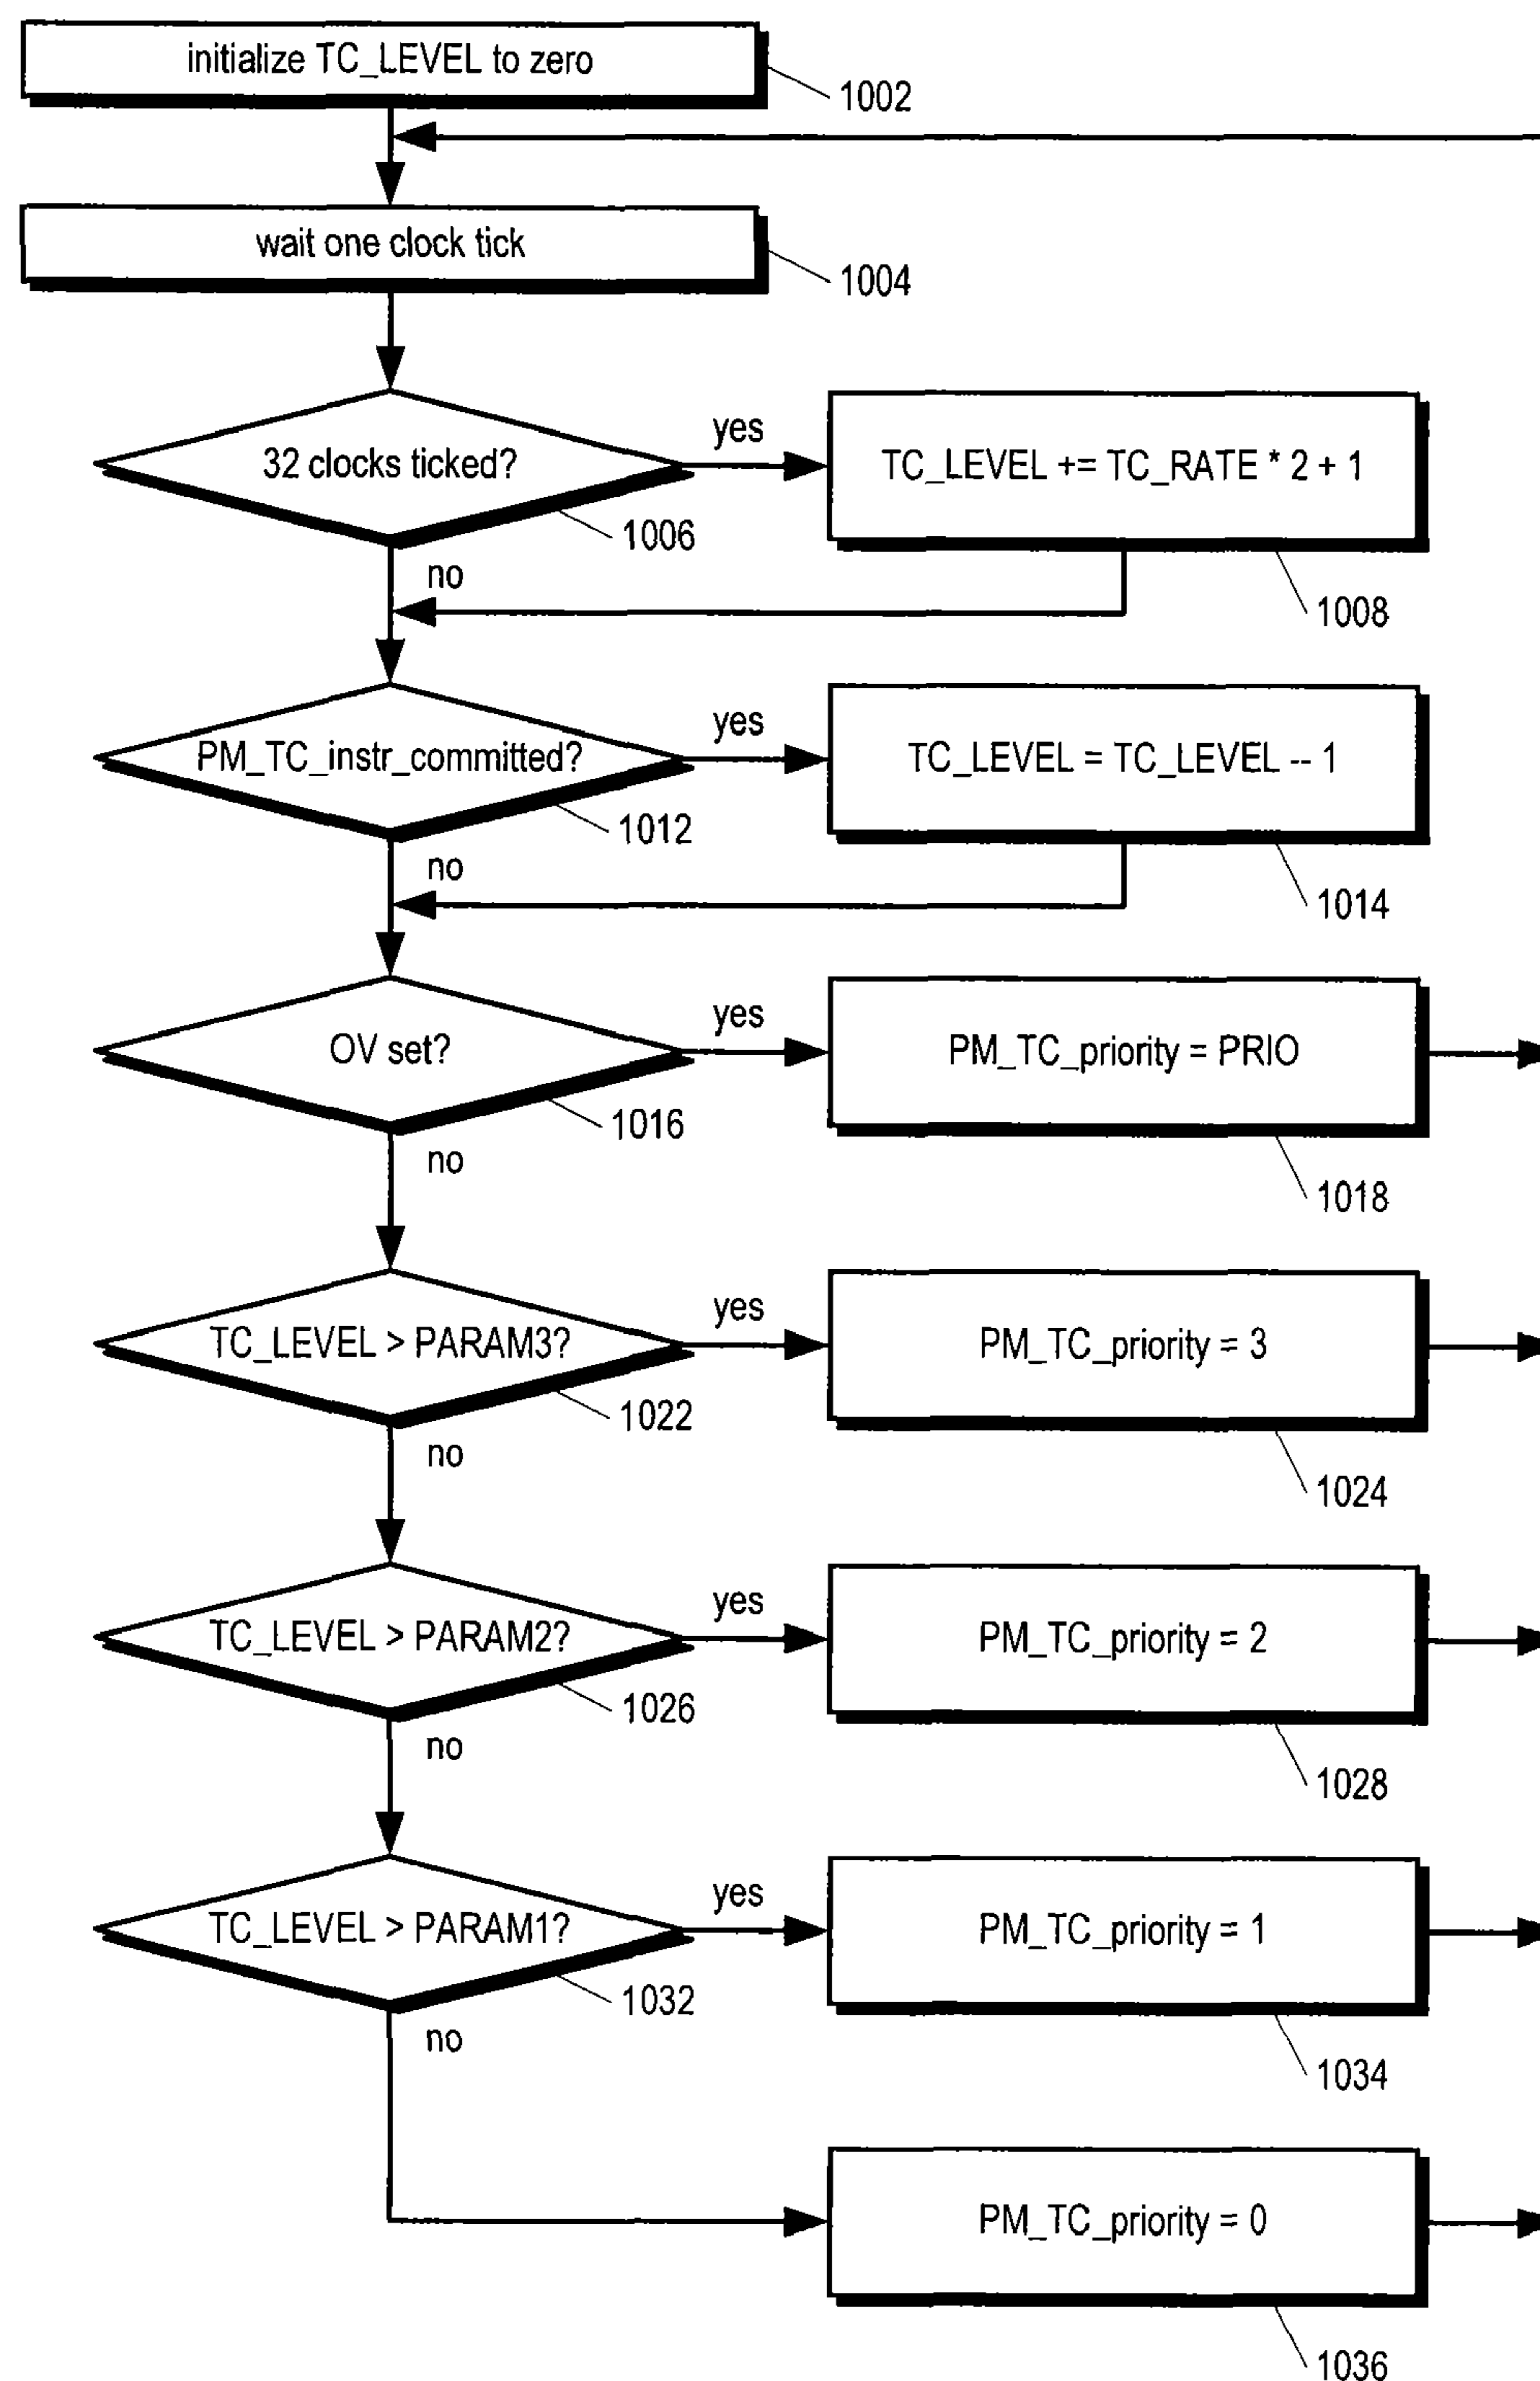 initialize TC_LEVEL to zero
1002
wait one clock tick
1004
32 clocks ticked?
yes
TC_LEVEL += TC_RATE * 2 + 1
1006
no
1008
PM_TC_instr_committed?
yes
TC_LEVEL = TC_LEVEL -- 1
1012
no
1014
OV set?
yes
PM_TC_priority = PRIO
1016
no
1018
TC_LEVEL > PARAM3?
yes
PM_TC_priority = 3
1022
no
1024
TC_LEVEL > PARAM2?
yes
PM_TC_priority = 2
1026
no
1028
TC_LEVEL > PARAM1?
yes
PM_TC_priority = 1
1032
no
1034
PM_TC_priority = 0
1036